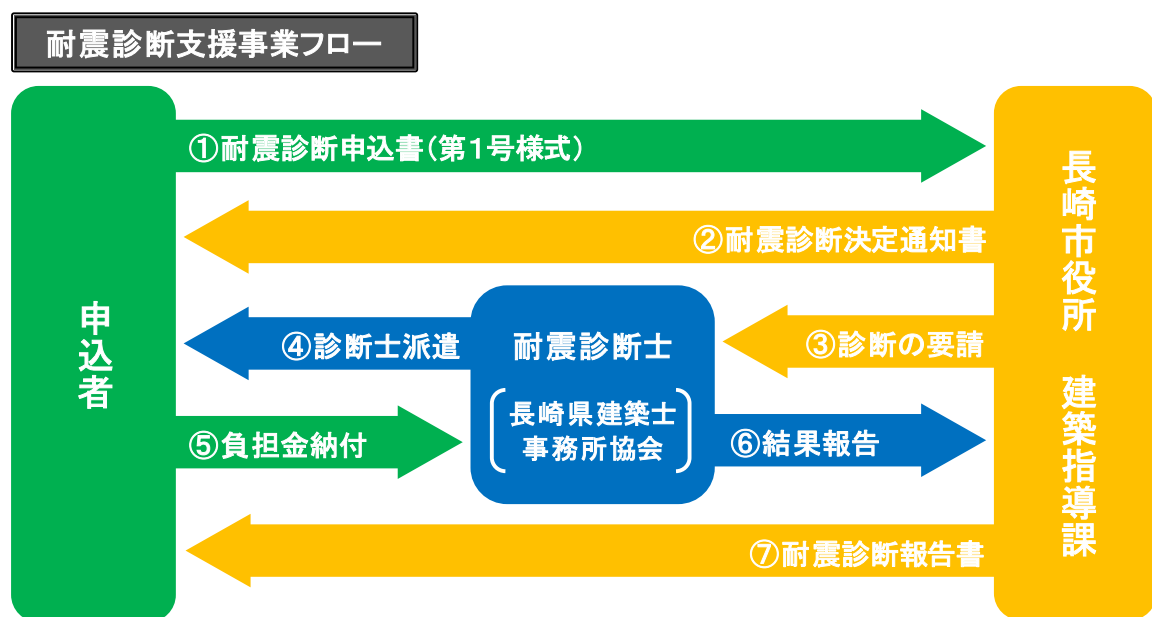 耐震診断支援事業フロー
①耐震診断申込書（第１号様式）
②耐震診断決定通知書
申込者
長崎市役所　建築指導課
③診断の要請
④診断士派遣
耐震診断士
長崎県建築士
事務所協会
⑤負担金納付
⑥結果報告
⑦耐震診断報告書